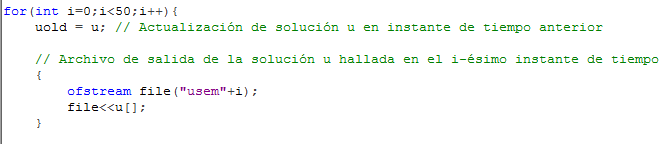 for(int i=0;i<50;i++){
uold = u; // Actualización de solución u en instante de tiempo anterior
// Archivo de salida de la solución u hallada en el i-ésimo instante de tiempo
{
ofstream file("usem"+i);
file<<u[];
}